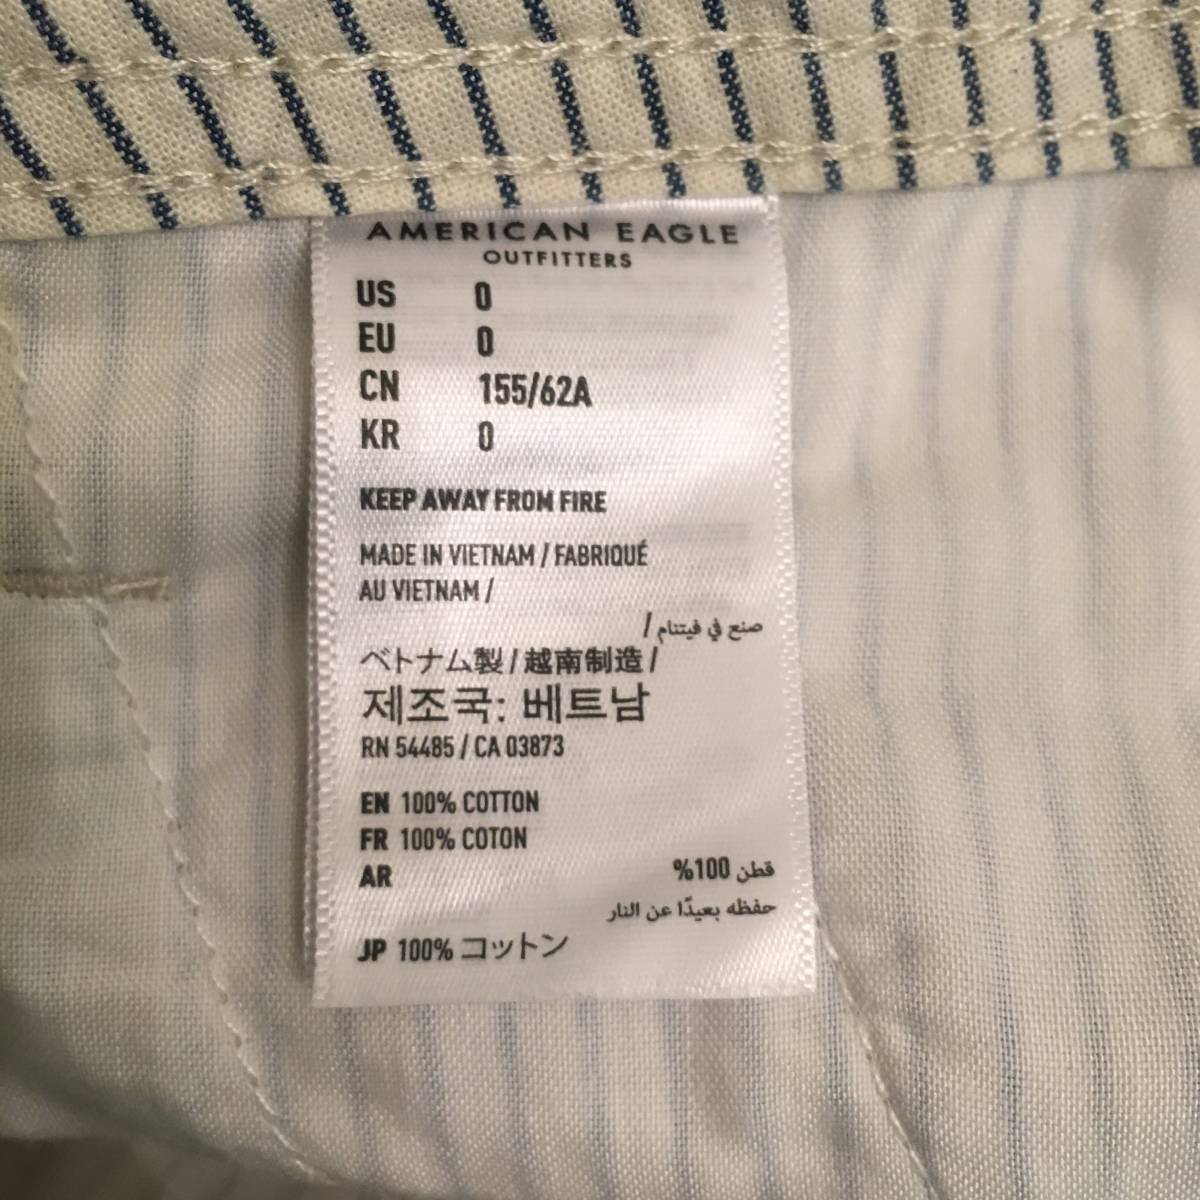 AMERICAN EAGLE
OUTFITTERS
US 0
EU 0
CN 155/62A
KR 0
KEEP AWAY FROM FIRE
MADE IN VIETNAM / FABRIQUÉ
AU VIETNAM /
صنع في فيتنام /
ベトナム製 / 越南制造 /
제조국: 베트남
RN 54485 / CA 03873
EN 100% COTTON
FR 100% COTON
AR قطن 100%
حفظه بعيدًا عن النار
JP 100% コットン